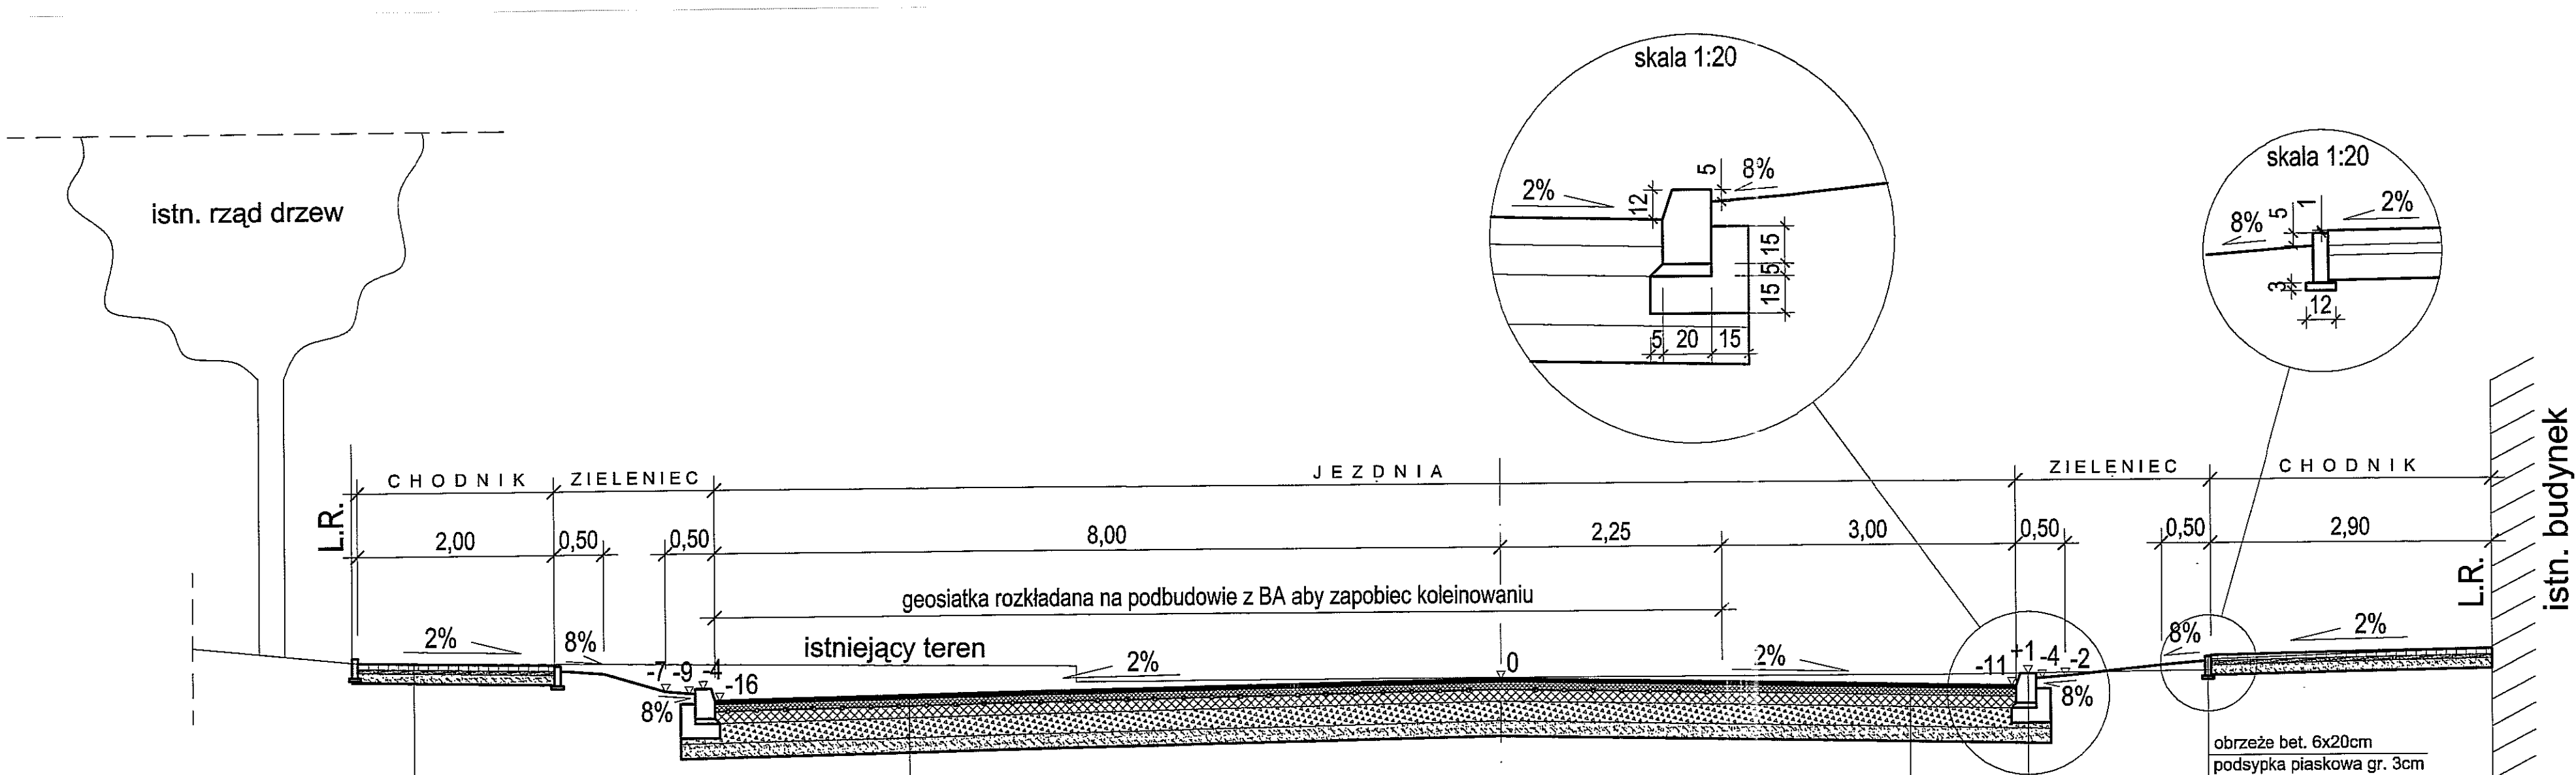 skala 1:20
2%
12
5
8%
15
5
15
5
20
15
skala 1:20
8%
5
1
2%
3
12
istn. rząd drzew
CHODNIK
ZIELENIEC
JEZDNIA
ZIELENIEC
CHODNIK
L.R.
2,00
0,50
0,50
8,00
2,25
3,00
0,50
0,50
2,90
L.R.
istn. budynek
geosiatka rozkładana na podbudowie z BA aby zapobiec koleinowaniu
2%
8%
istniejący teren
2%
0
2%
8%
2%
-7
-9
-4
-16
8%
-11
+1
-4
-2
8%
obrzeże bet. 6x20cm
podsypka piaskowa gr. 3cm